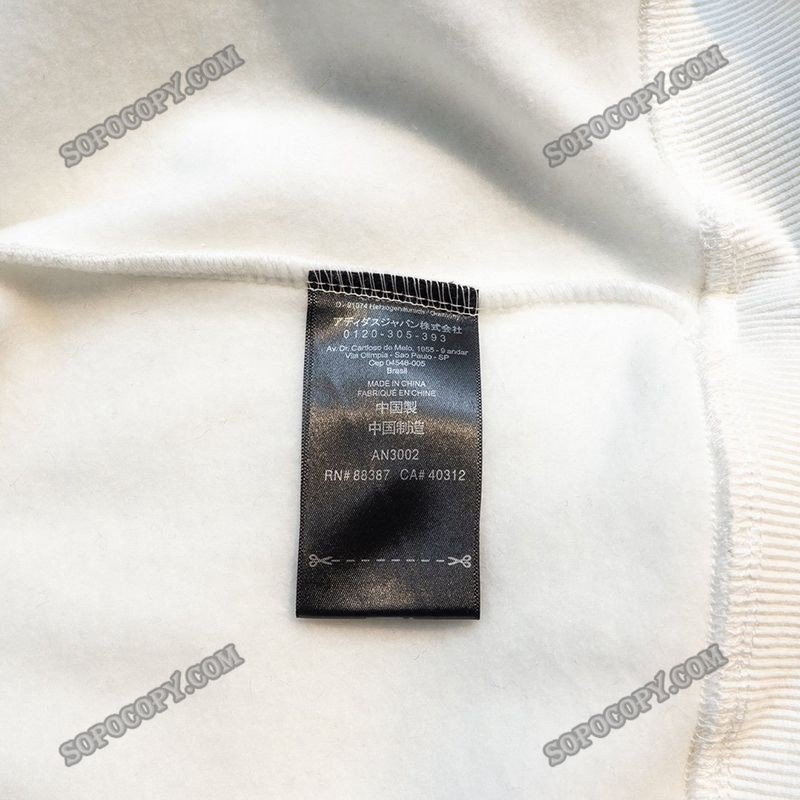 SOPOCOPY.COM
SOPOCOPY.COM
D - 91074 Herzogenaurach / Germany
アディダスジャパン株式会社
0120-305-393
Av. Dr. Cardoso de Melo, 1855 - 9 andar
Vila Olimpia - Sao Paulo - SP
Cep 04548-005
Brasil
MADE IN CHINA
FABRIQUÉ EN CHINE
中国製
中国制造
AN3002
RN# 88387 CA# 40312
SOPOCOPY.COM
SOPOCOPY.COM